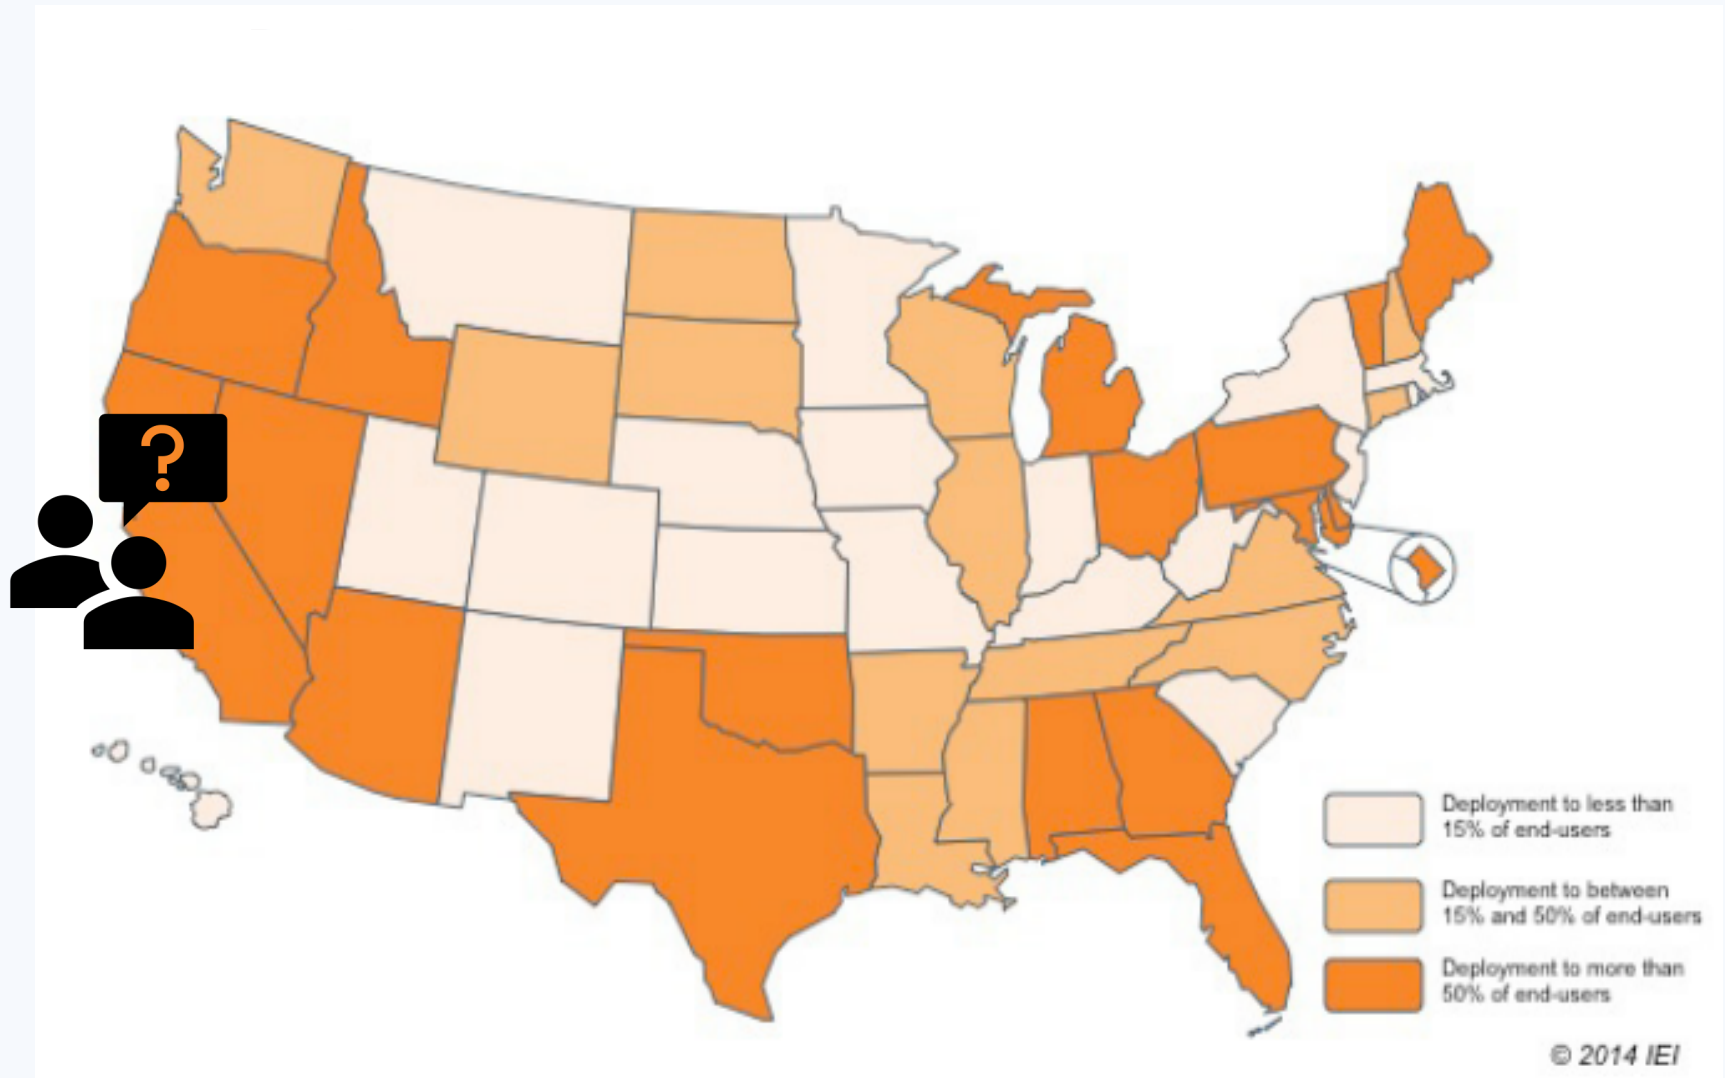 ?
Deployment to less than
15% of end-users
Deployment to between
15% and 50% of end-users
Deployment to more than
50% of end-users
© 2014 IEI